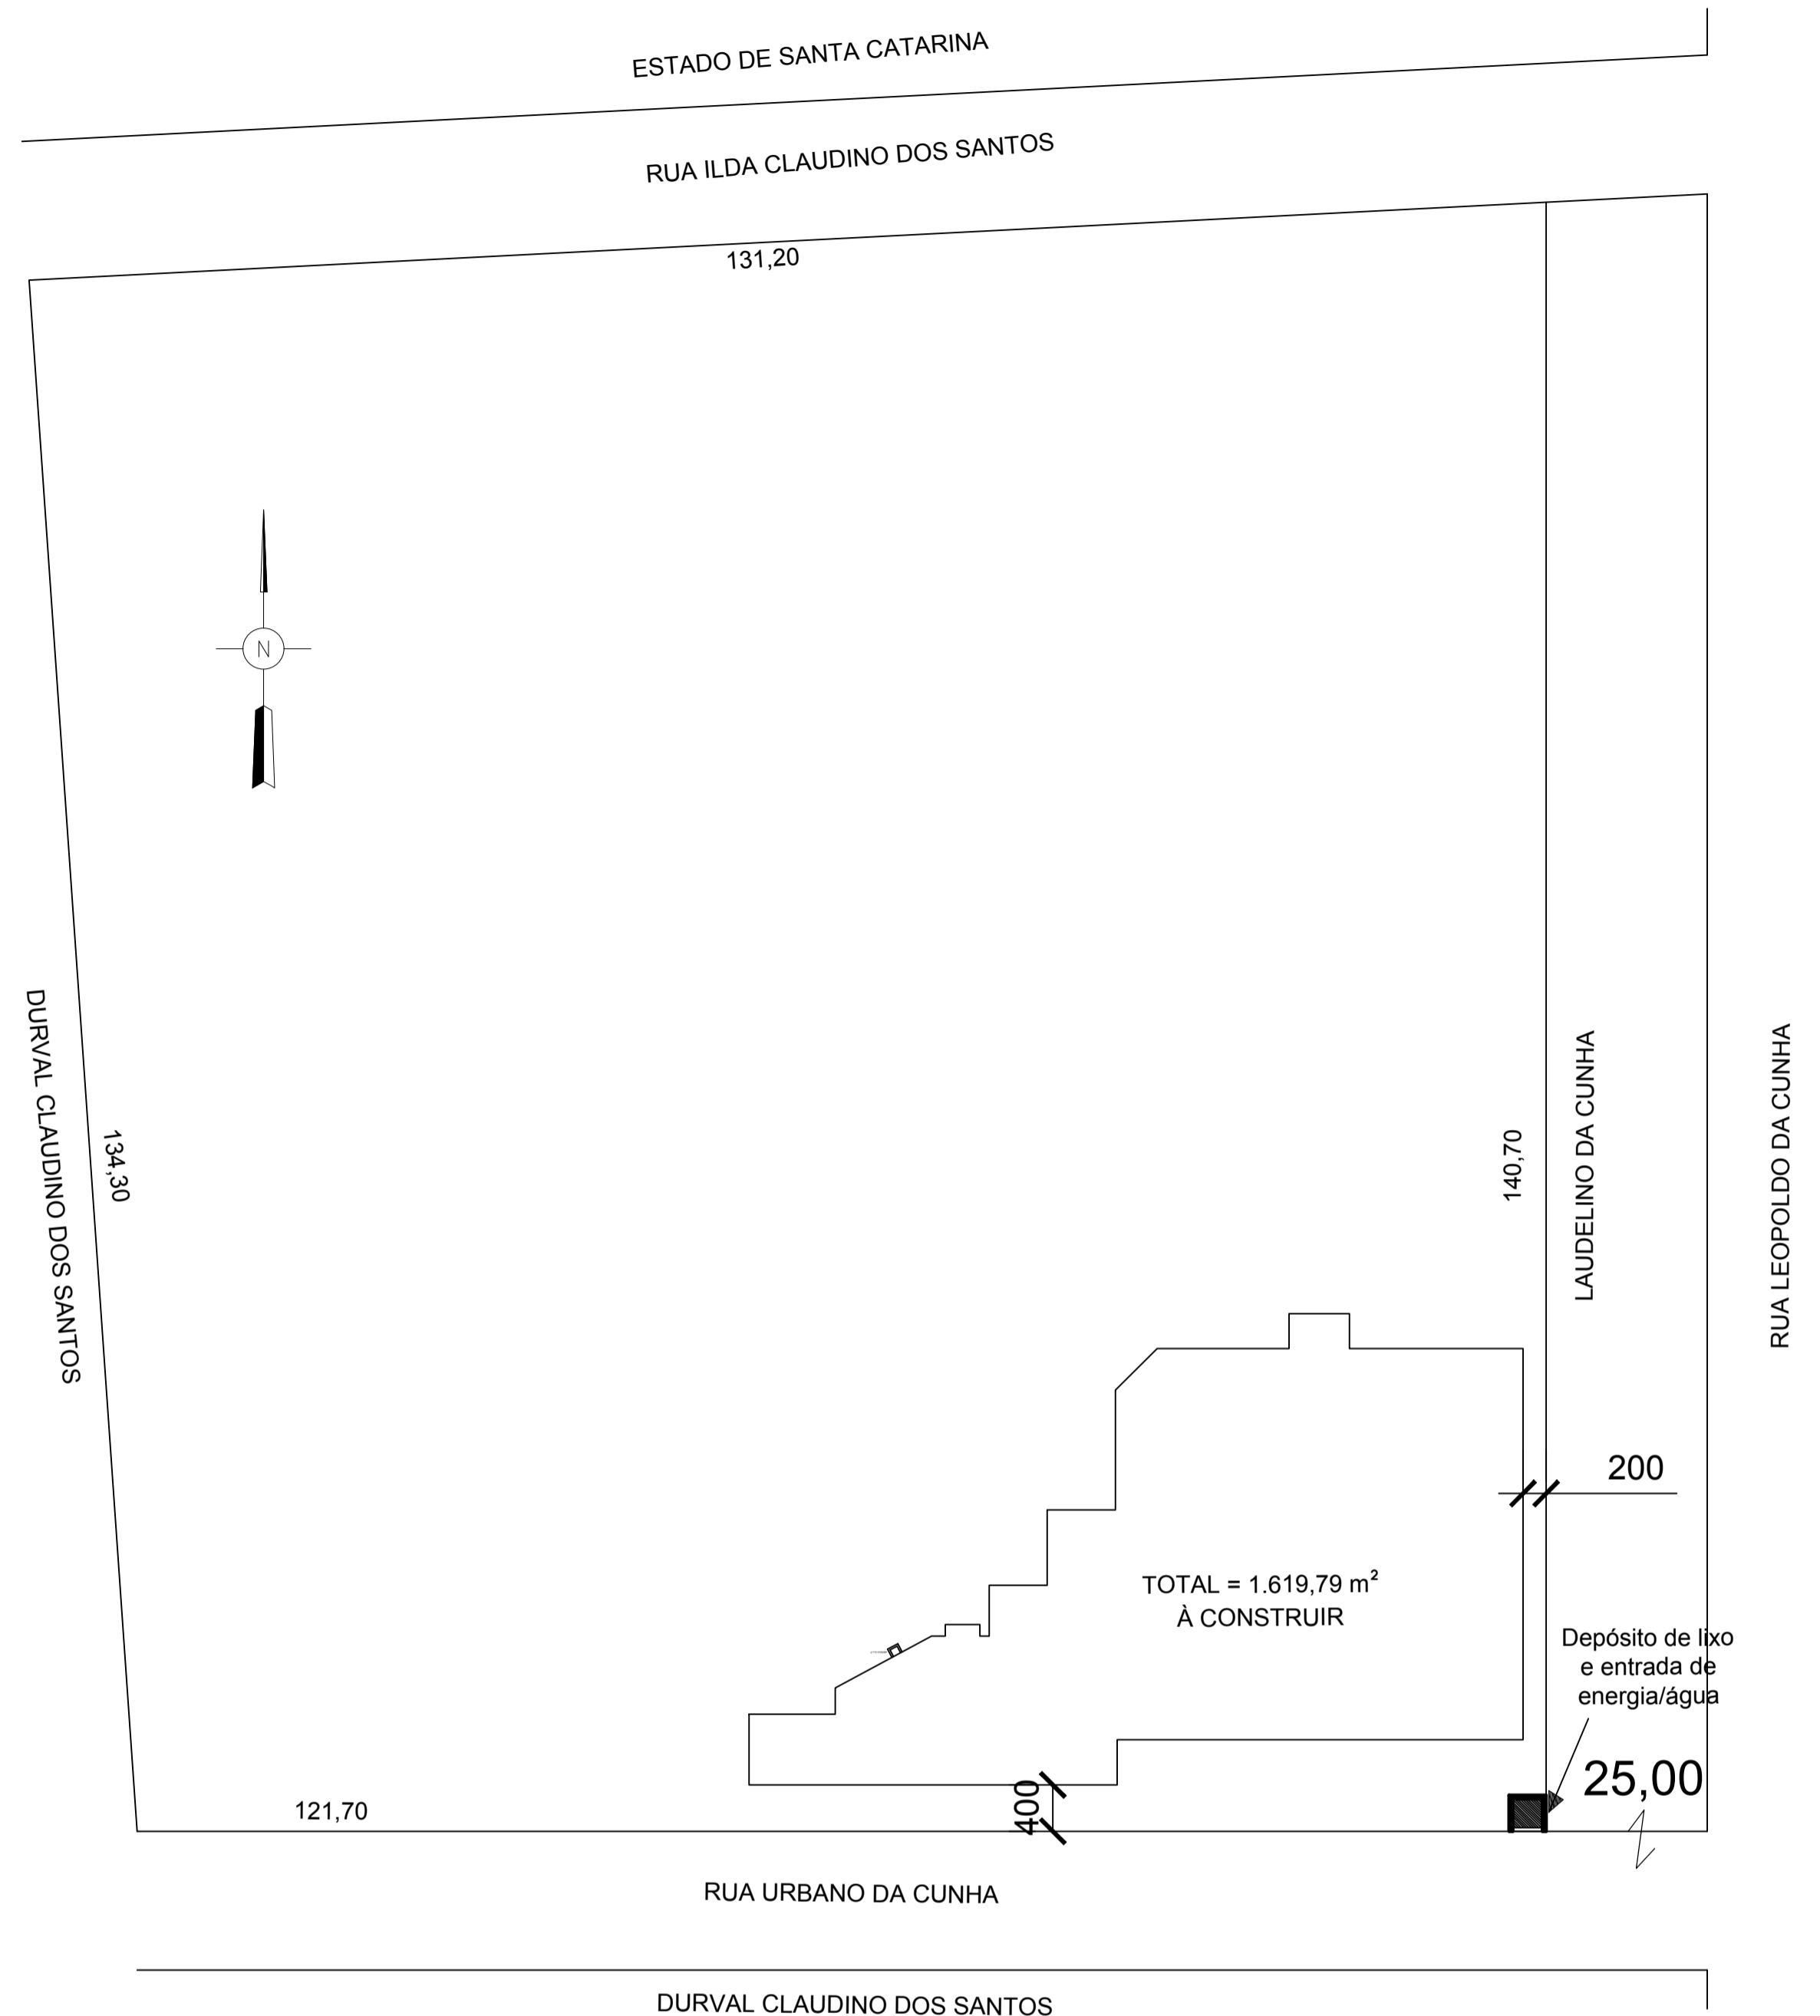 ESTADO DE SANTA CATARINA
RUA ILDA CLAUDINO DOS SANTOS
131,20
N
DURVAL CLAUDINO DOS SANTOS
134,30
140,70
LAUDELINO DA CUNHA
RUA LEOPOLDO DA CUNHA
200
TOTAL = 1.619,79 m²
À CONSTRUIR
Depósito de lixo
e entrada de
energia/água
25,00
400
121,70
RUA URBANO DA CUNHA
DURVAL CLAUDINO DOS SANTOS